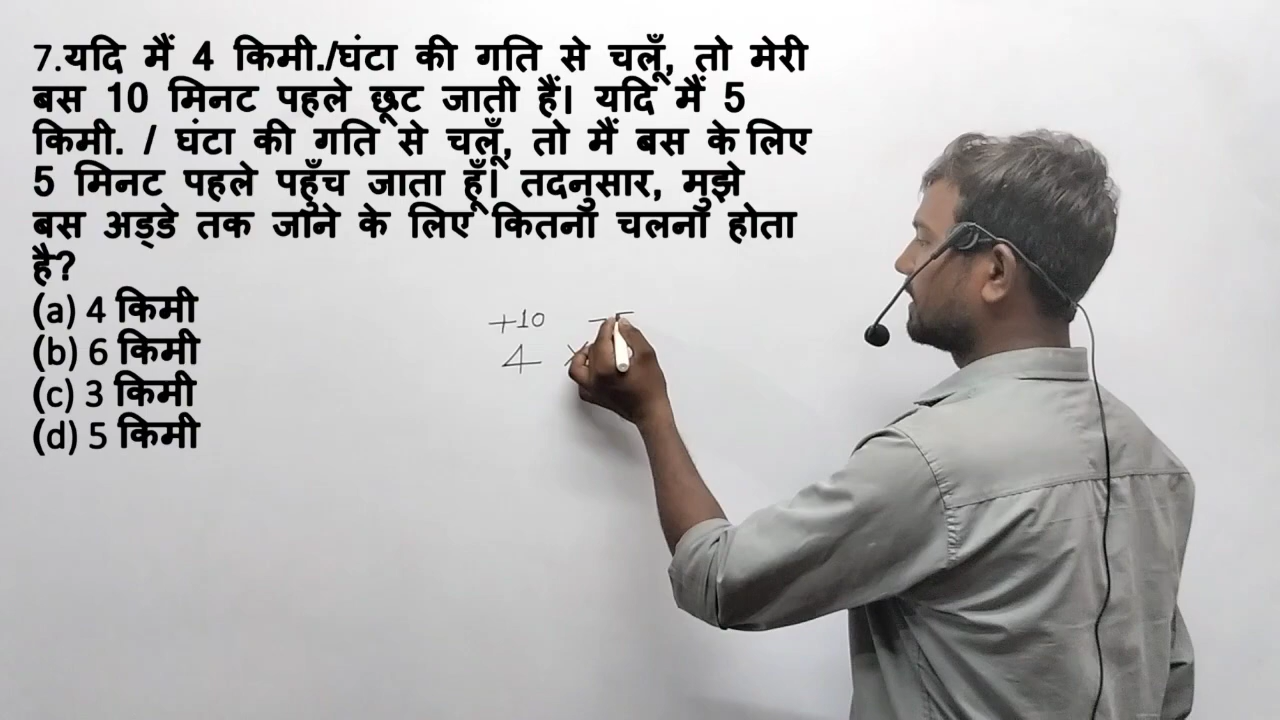 7.यदि मैं 4 किमी./घंटा की गति से चलूँ, तो मेरी
बस 10 मिनट पहले छूट जाती हैं। यदि मैं 5
किमी. / घंटा की गति से चलूँ, तो मैं बस के लिए
5 मिनट पहले पहुँच जाता हूँ। तदनुसार, मुझे
बस अड्डे तक जाने के लिए कितना चलना होता
है?
(a) 4 किमी
(b) 6 किमी
(c) 3 किमी
(d) 5 किमी
+10
4 ×